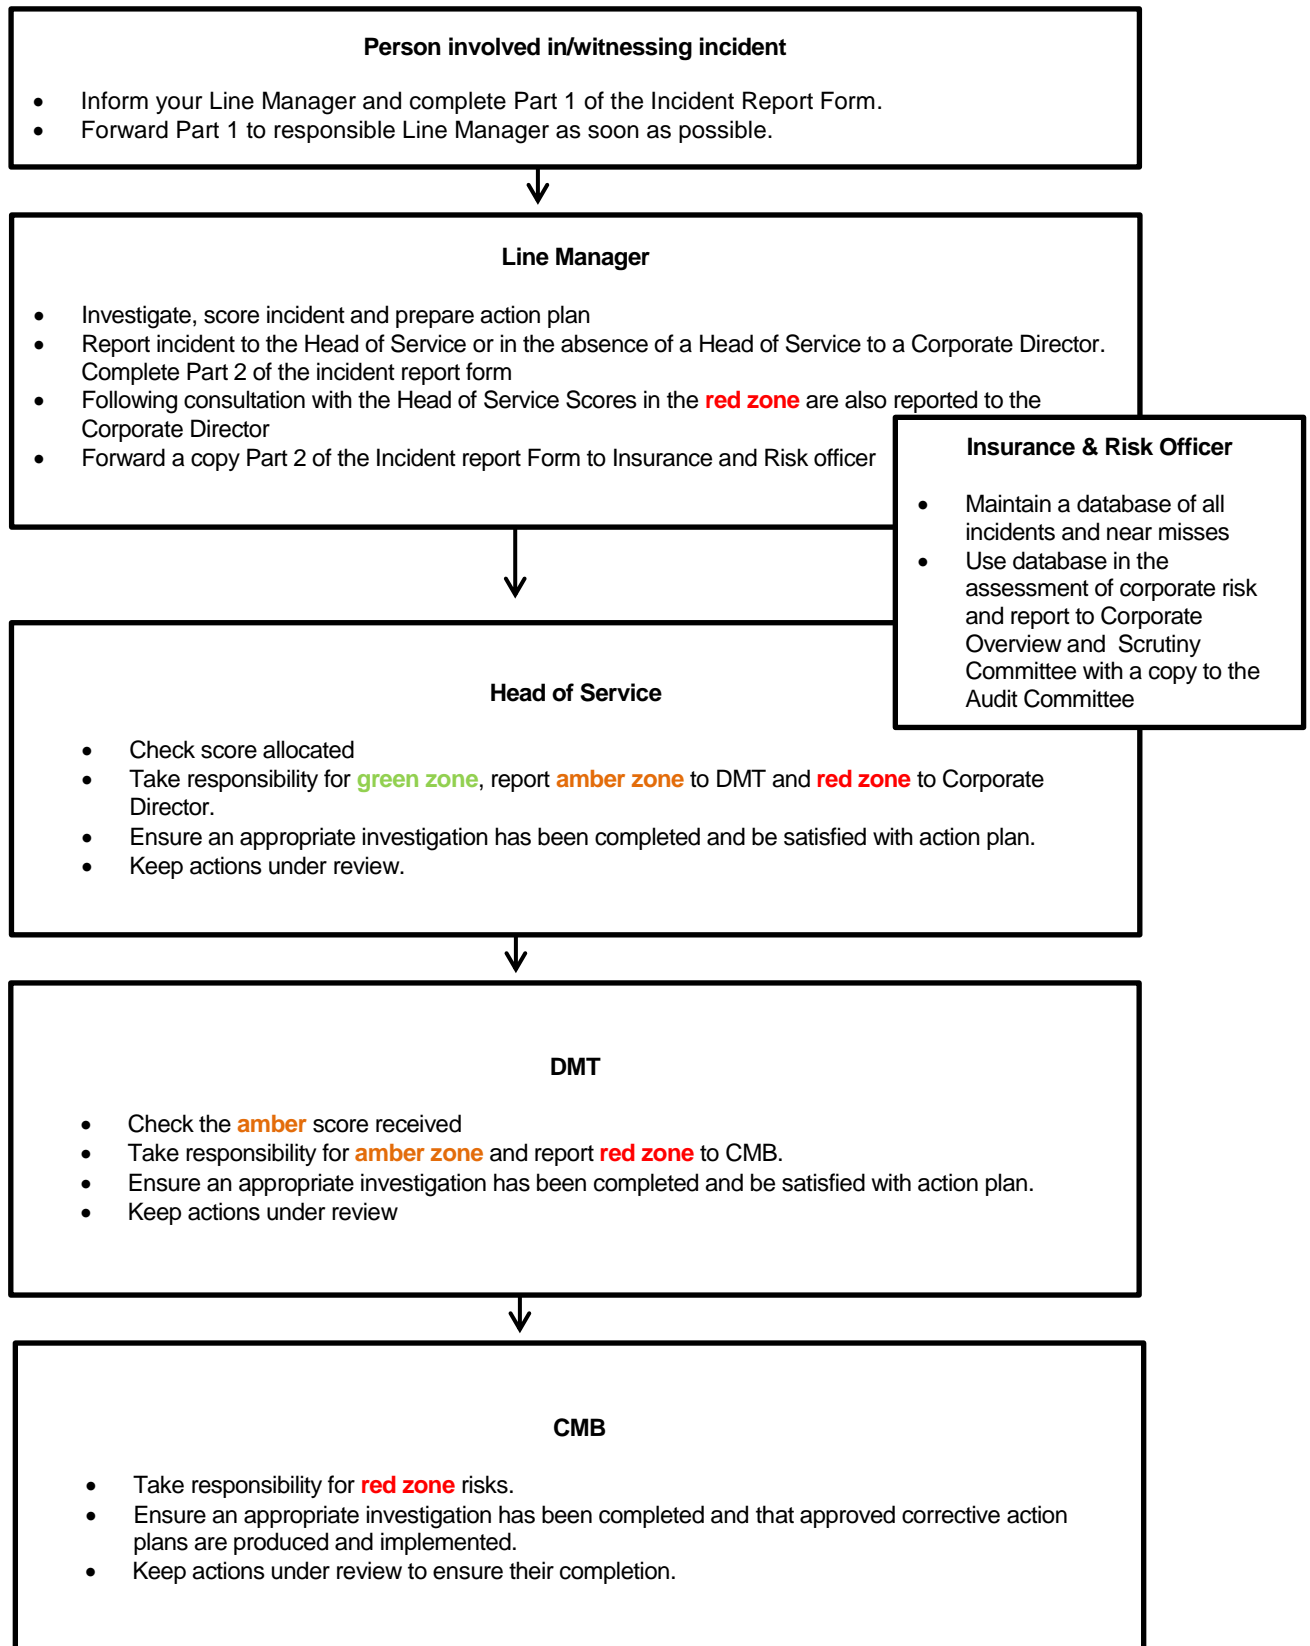 Person involved in/witnessing incident
• Inform your Line Manager and complete Part 1 of the Incident Report Form.
• Forward Part 1 to responsible Line Manager as soon as possible.
Line Manager
• Investigate, score incident and prepare action plan
• Report incident to the Head of Service or in the absence of a Head of Service to a Corporate Director.
Complete Part 2 of the incident report form
• Following consultation with the Head of Service Scores in the red zone are also reported to the
Corporate Director
• Forward a copy Part 2 of the Incident report Form to Insurance and Risk officer
Insurance & Risk Officer
• Maintain a database of all
incidents and near misses
• Use database in the
assessment of corporate risk
and report to Corporate
Overview and Scrutiny
Committee with a copy to the
Audit Committee
Head of Service
• Check score allocated
• Take responsibility for green zone, report amber zone to DMT and red zone to Corporate
Director.
• Ensure an appropriate investigation has been completed and be satisfied with action plan.
• Keep actions under review.
DMT
• Check the amber score received
• Take responsibility for amber zone and report red zone to CMB.
• Ensure an appropriate investigation has been completed and be satisfied with action plan.
• Keep actions under review
CMB
• Take responsibility for red zone risks.
• Ensure an appropriate investigation has been completed and that approved corrective action
plans are produced and implemented.
• Keep actions under review to ensure their completion.